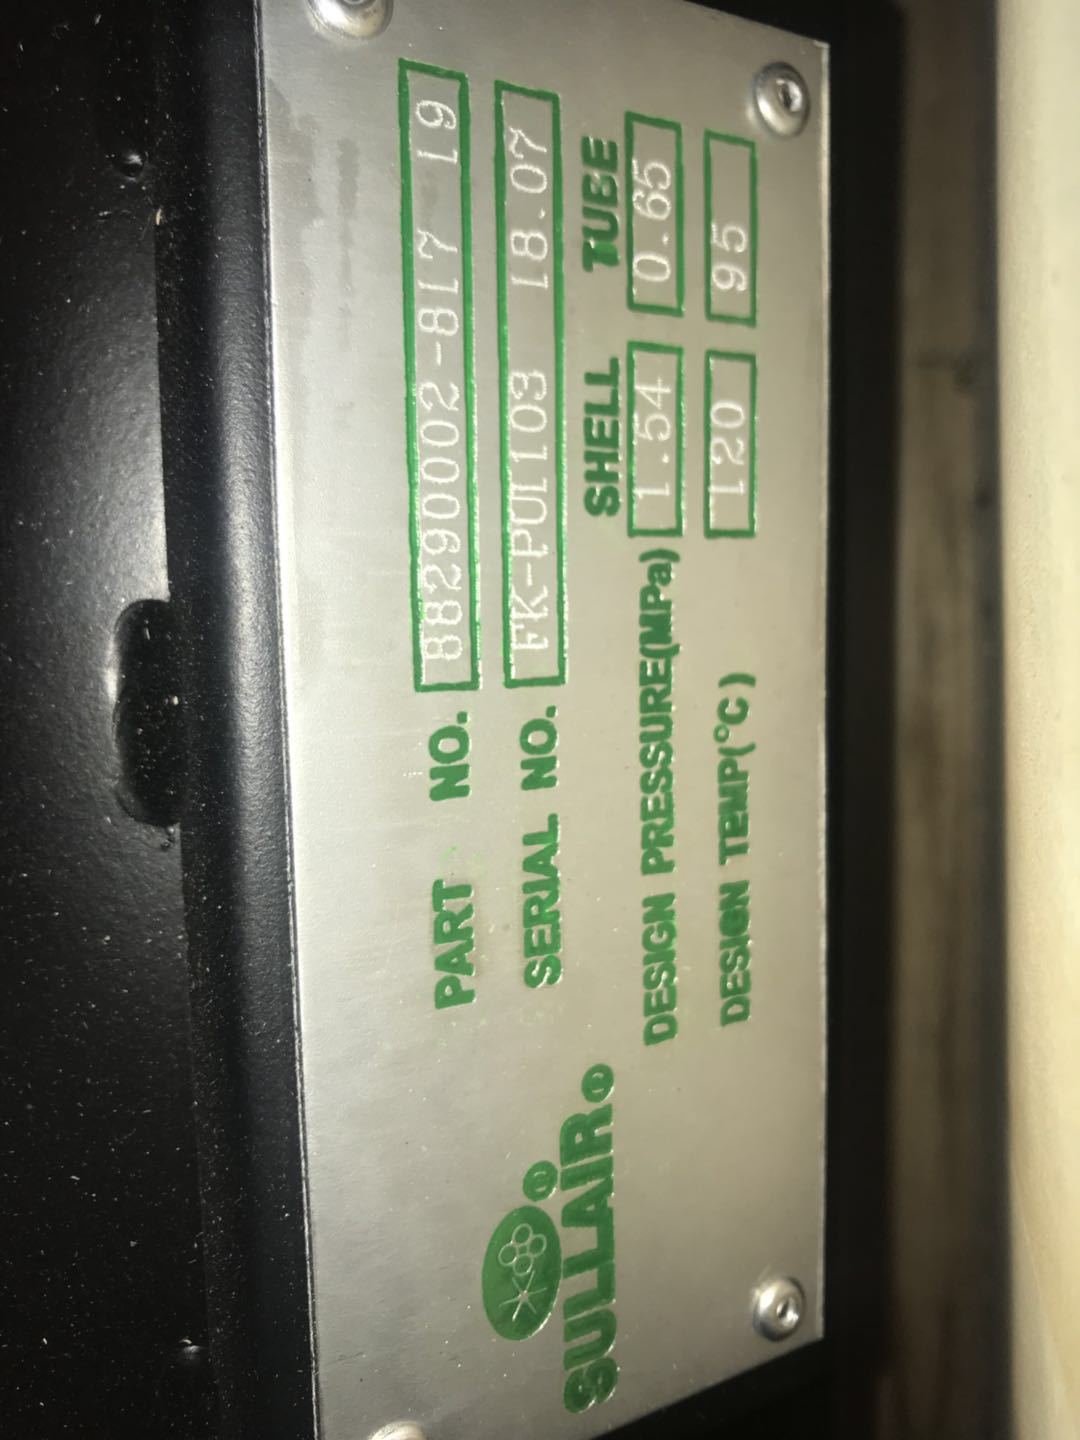 PART NO. 88290002-817 19
SERIAL NO. FK-PU1103 18.07
SHELL TUBE
DESIGN PRESSURE(MPa) 1.54 0.65
DESIGN TEMP(°C) 120 95
SULLAIR®